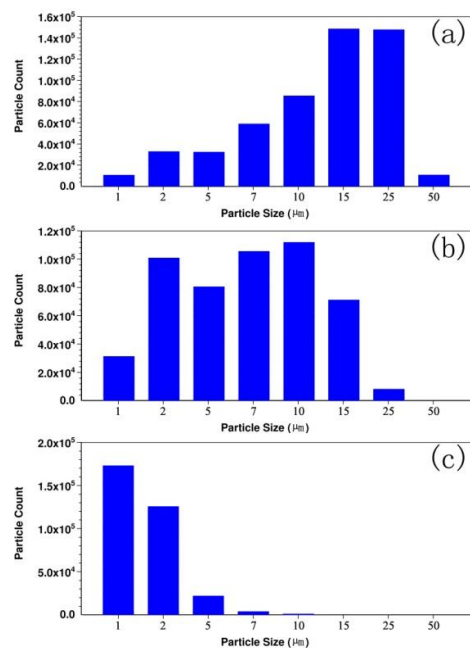 (a)
Particle Count
1.6x10⁵
1.4x10⁵
1.2x10⁵
1.0x10⁵
8.0x10⁴
6.0x10⁴
4.0x10⁴
2.0x10⁴
0.0
1 2 5 7 10 15 25 50
Particle Size (μm)
(b)
Particle Count
1.2x10⁵
1.0x10⁵
8.0x10⁴
6.0x10⁴
4.0x10⁴
2.0x10⁴
0.0
1 2 5 7 10 15 25 50
Particle Size (μm)
(c)
Particle Count
2.0x10⁵
1.5x10⁵
1.0x10⁵
5.0x10⁴
0.0
1 2 5 7 10 15 25 50
Particle Size (μm)